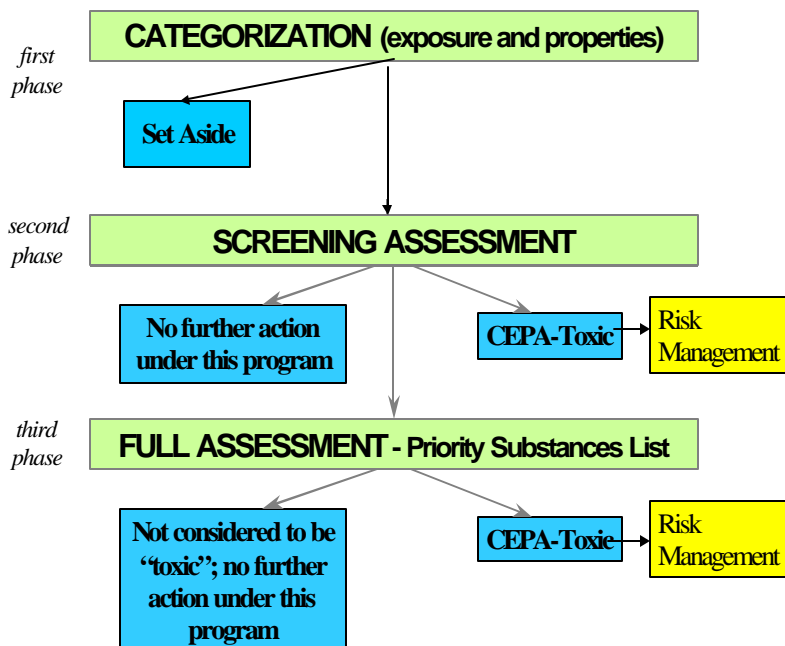 CATEGORIZATION (exposure and properties)
first
phase
Set Aside
second
phase
SCREENING ASSESSMENT
No further action
under this program
CEPA-Toxic
Risk
Management
third
phase
FULL ASSESSMENT - Priority Substances List
Not considered to be
“toxic”; no further
action under this
program
CEPA-Toxic
Risk
Management